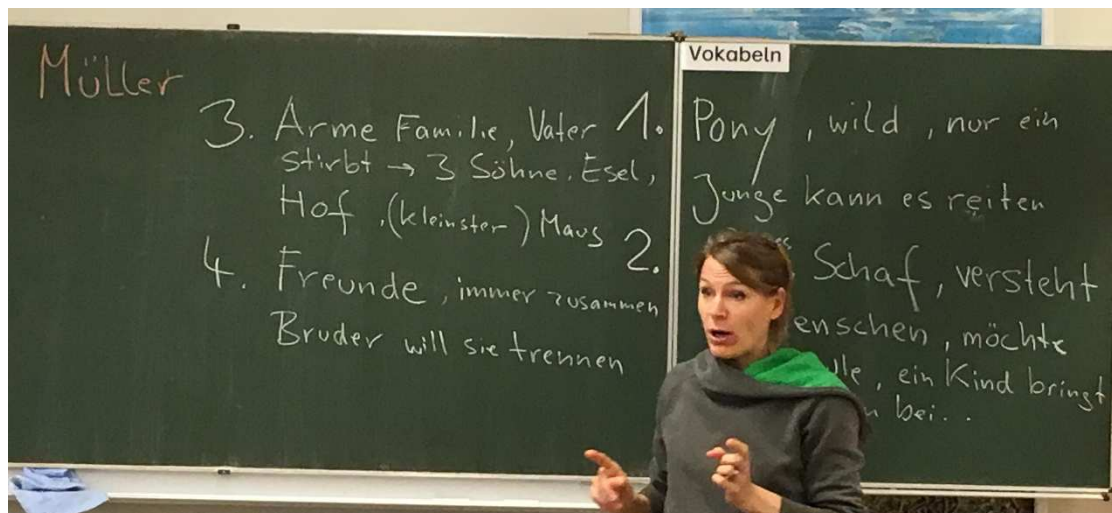 Müller
3. Arme Familie, Vater
stirbt → 3 Söhne, Esel,
Hof, (kleinster) Maus
4. Freunde, immer zusammen
Bruder will sie trennen
Vokabeln
1. Pony, wild, nur ein
Junge kann es reiten
2. Schaf, versteht
möchte
ein Kind bringt
bei..